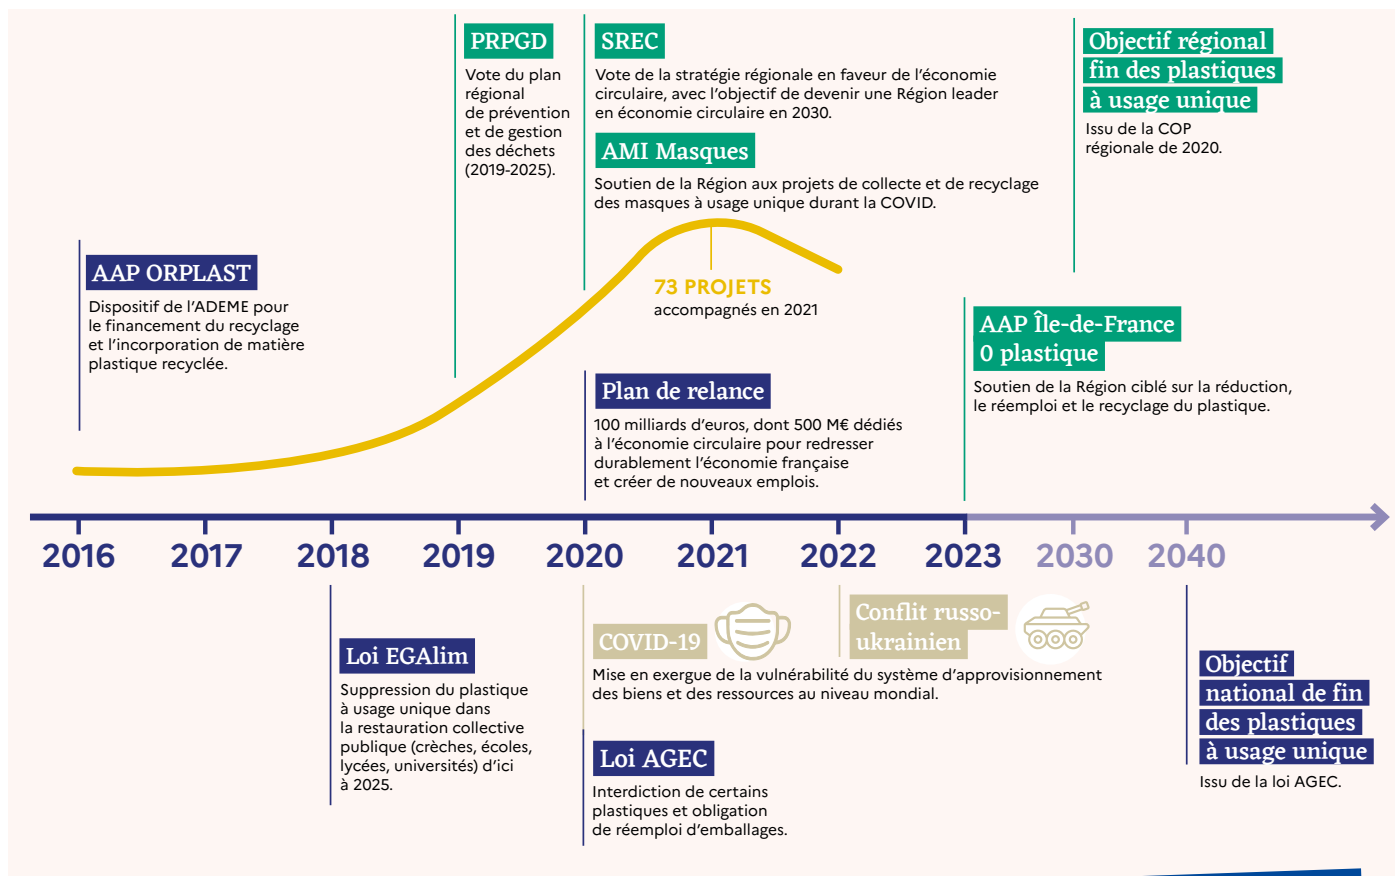 PRPGD
Vote du plan
régional
de prévention
et de gestion
des déchets
(2019-2025).
SREC
Vote de la stratégie régionale en faveur de l’économie
circulaire, avec l’objectif de devenir une Région leader
en économie circulaire en 2030.
AMI Masques
Soutien de la Région aux projets de collecte et de recyclage
des masques à usage unique durant la COVID.
Objectif régional
fin des plastiques
à usage unique
Issu de la COP
régionale de 2020.
AAP ORPLAST
Dispositif de l’ADEME pour
le financement du recyclage
et l’incorporation de matière
plastique recyclée.
73 PROJETS
accompagnés en 2021
Plan de relance
100 milliards d’euros, dont 500 M€ dédiés
à l’économie circulaire pour redresser
durablement l’économie française
et créer de nouveaux emplois.
AAP Île-de-France
0 plastique
Soutien de la Région ciblé sur la réduction,
le réemploi et le recyclage du plastique.
2016 2017 2018 2019 2020 2021 2022 2023 2030 2040
Loi EGAlim
Suppression du plastique
à usage unique dans
la restauration collective
publique (crèches, écoles,
lycées, universités) d’ici
à 2025.
COVID-19
Conflit russo-
ukrainien
Mise en exergue de la vulnérabilité du système d’approvisionnement
des biens et des ressources au niveau mondial.
Loi AGEC
Interdiction de certains
plastiques et obligation
de réemploi d’emballages.
Objectif
national de fin
des plastiques
à usage unique
Issu de la loi AGEC.